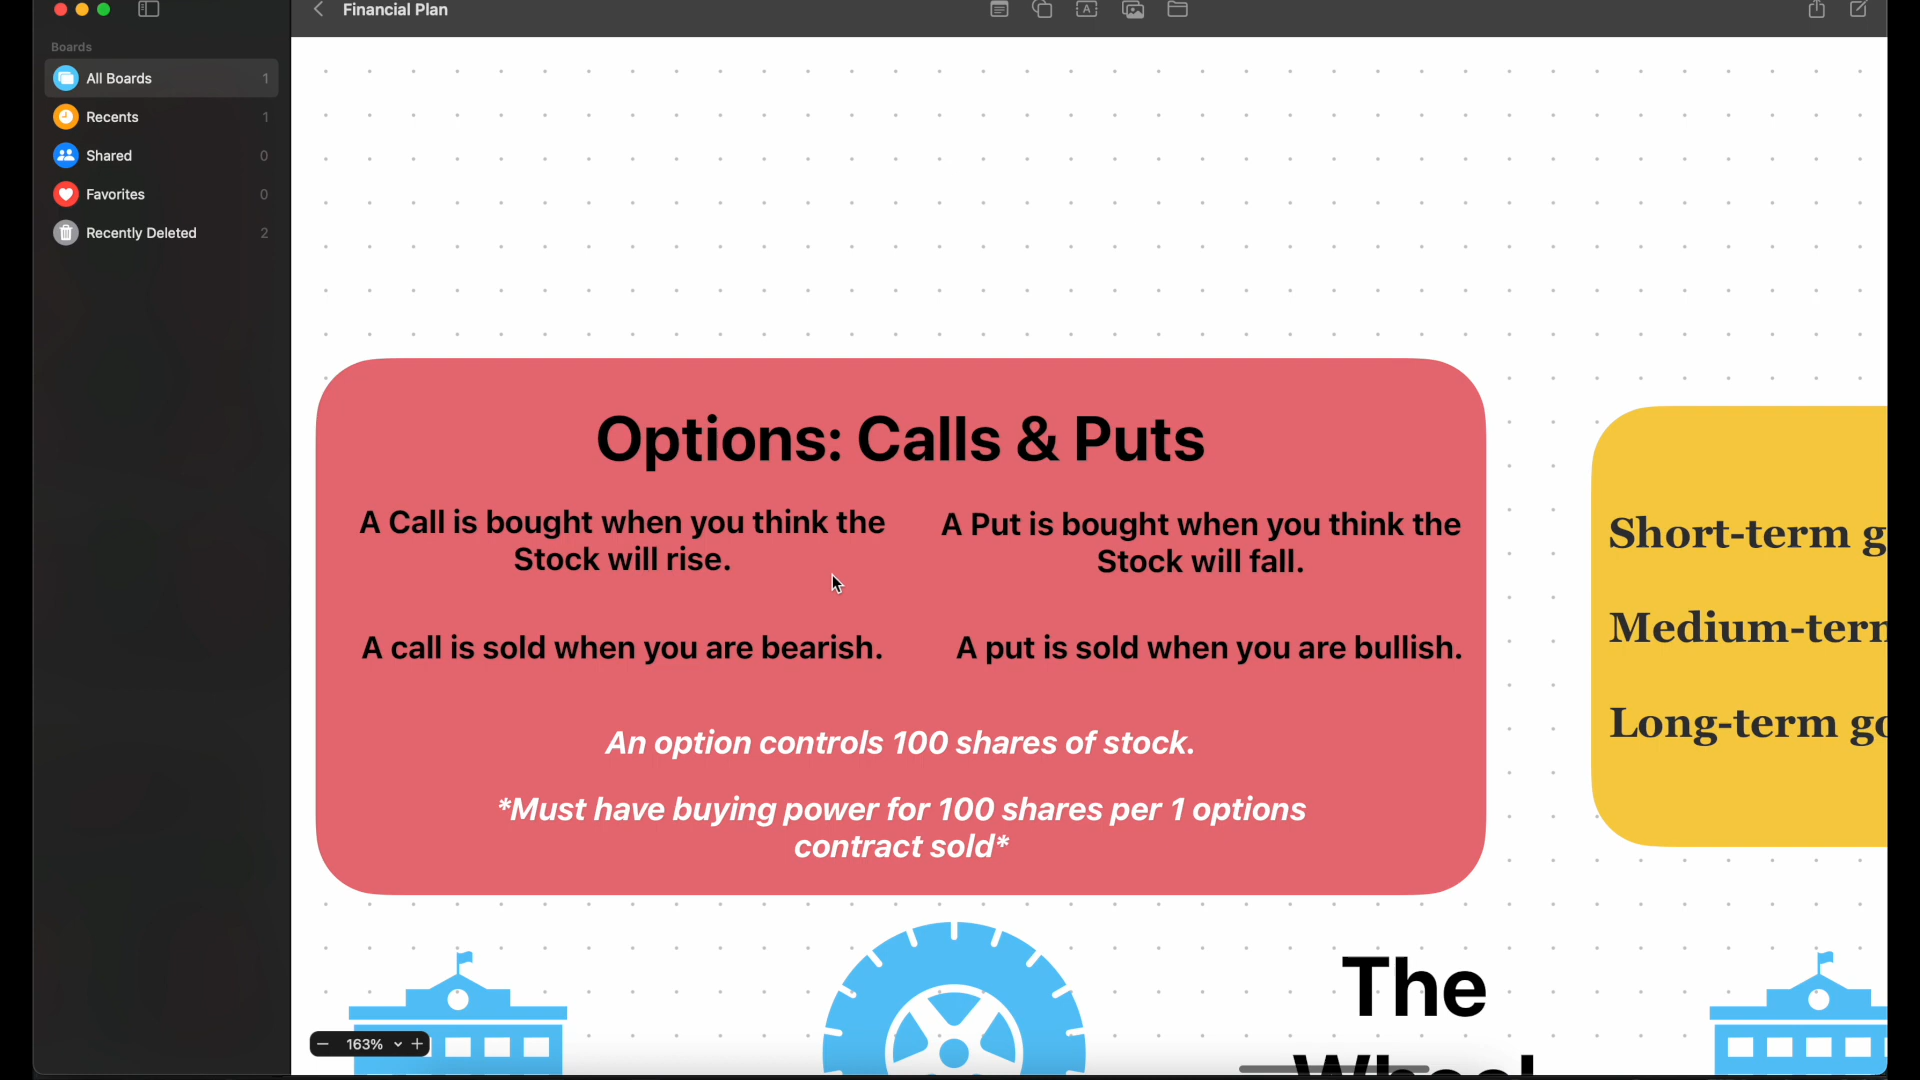 Financial Plan
Boards
All Boards 1
Recents 1
Shared 0
Favorites 0
Recently Deleted 2
Options: Calls & Puts
A Call is bought when you think the
Stock will rise.
A Put is bought when you think the
Stock will fall.
A call is sold when you are bearish.
A put is sold when you are bullish.
An option controls 100 shares of stock.
*Must have buying power for 100 shares per 1 options
contract sold*
Short-term g
Medium-tern
Long-term go
The
Wheel
163%
A